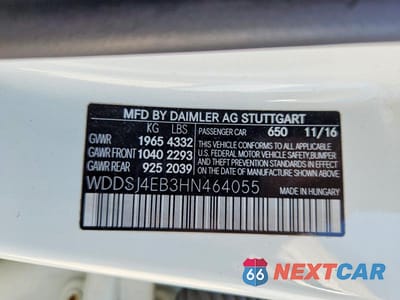 MFD BY DAIMLER AG STUTTGART
KG LBS PASSENGER CAR 650 11/16
GVWR 1965 4332
GAWR FRONT 1040 2293
GAWR REAR 925 2039
THIS VEHICLE CONFORMS TO ALL APPLICABLE
U.S. FEDERAL MOTOR VEHICLE SAFETY, BUMPER
AND THEFT PREVENTION STANDARDS IN EFFECT
ON THE DATE OF MANUFACTURE SHOWN ABOVE.
WDDSJ4EB3HN464055
MADE IN HUNGARY
66 NEXTCAR